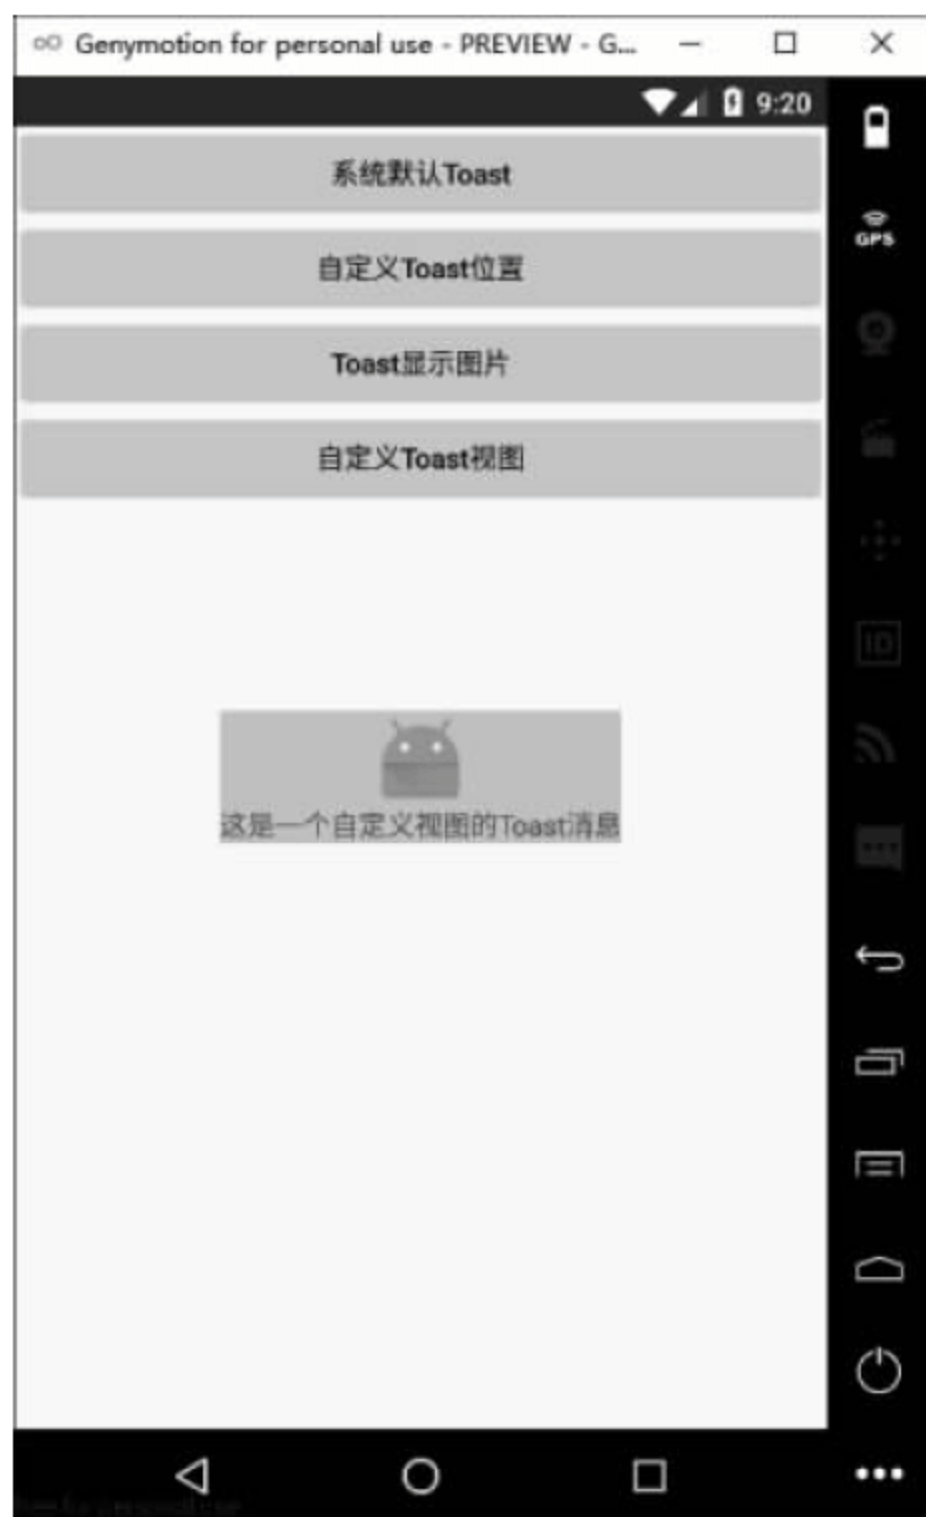 Genymotion for personal use - PREVIEW - G...
9:20
系统默认Toast
GPS
自定义Toast位置
Toast显示图片
自定义Toast视图
ID
这是一个自定义视图的Toast消息